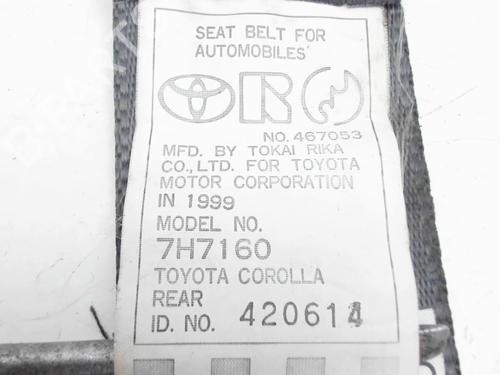 SEAT BELT FOR
AUTOMOBILES
NO. 467053
MFD. BY TOKAI RIKA
CO., LTD. FOR TOYOTA
MOTOR CORPORATION
IN 1999
MODEL NO.
7H7160
TOYOTA COROLLA
REAR
ID. NO. 420614